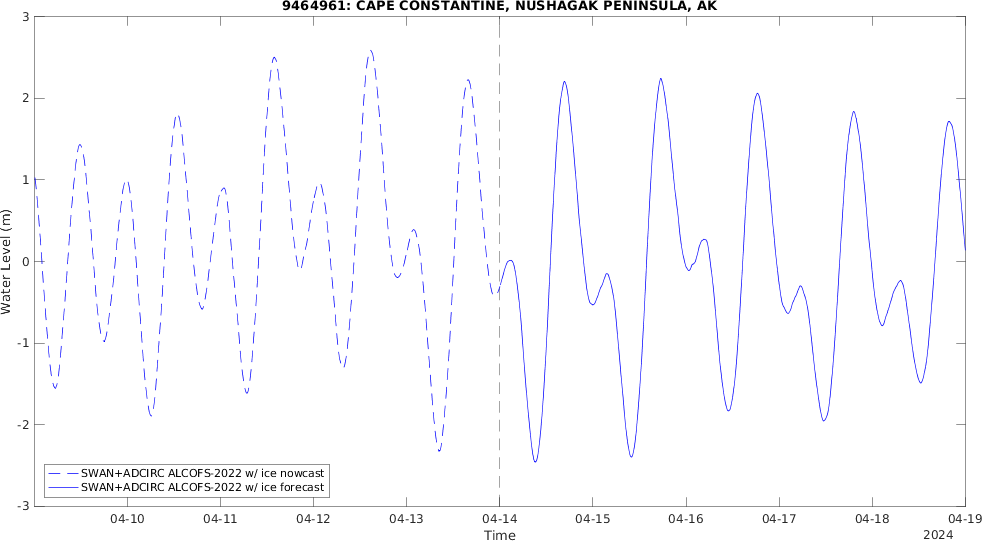 9464961: CAPE CONSTANTINE, NUSHAGAK PENINSULA, AK
3
2
1
0
-1
-2
-3
Water Level (m)
SWAN+ADCIRC ALCOFS-2022 w/ ice nowcast
SWAN+ADCIRC ALCOFS-2022 w/ ice forecast
04-10 04-11 04-12 04-13 04-14 04-15 04-16 04-17 04-18 04-19
Time
2024